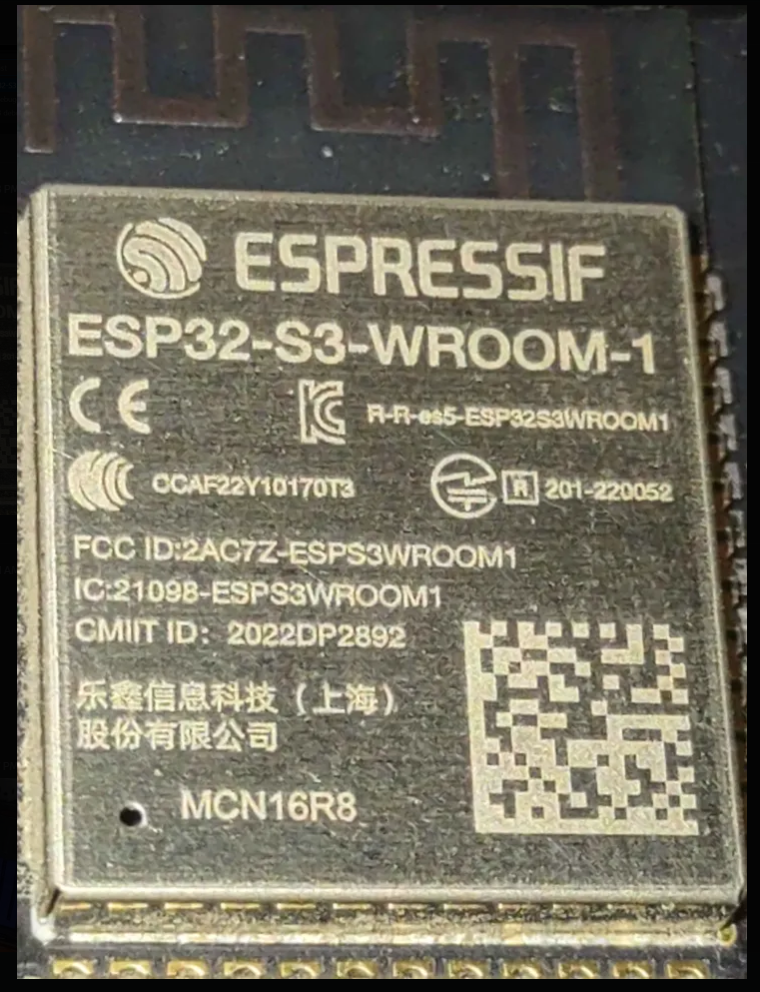 ESPRESSIF
ESP32-S3-WROOM-1
CE R-R-es5-ESP32S3WROOM1
CCAF22Y10170T3 R 201-220052
FCC ID:2AC7Z-ESPS3WROOM1
IC:21098-ESPS3WROOM1
CMIIT ID: 2022DP2892
乐鑫信息科技（上海）
股份有限公司
MCN16R8